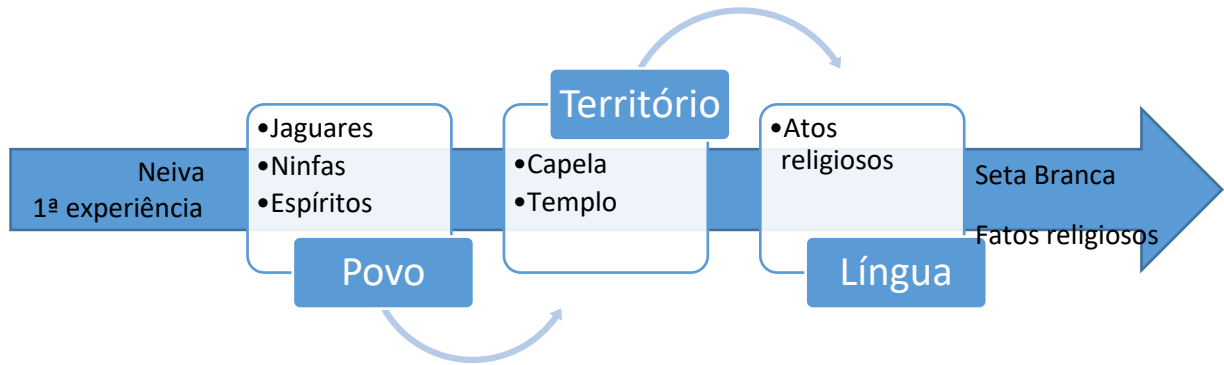 Neiva
1ª experiência
•Jaguares
•Ninfas
•Espíritos
Povo
Território
•Capela
•Templo
•Atos
religiosos
Língua
Seta Branca
Fatos religiosos